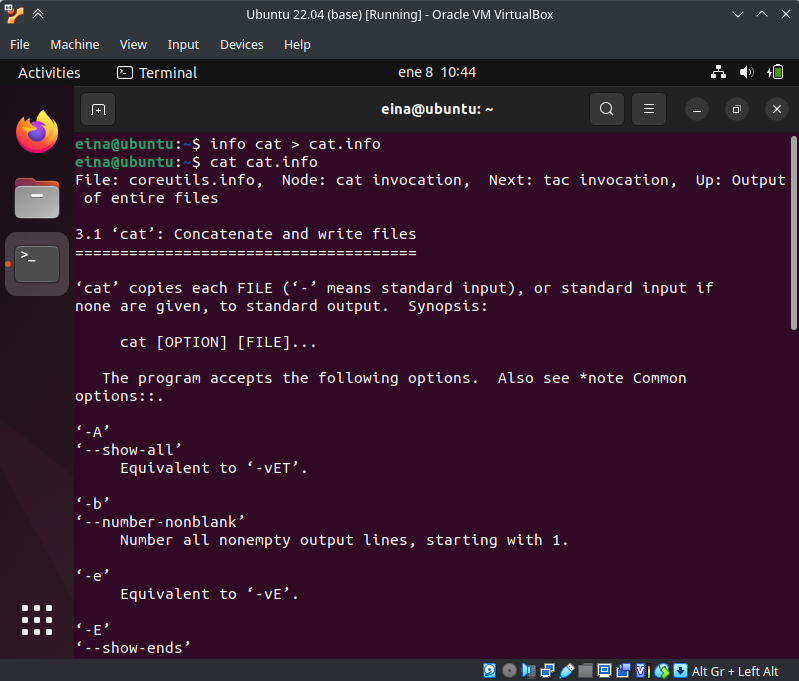 Ubuntu 22.04 (base) [Running] - Oracle VM VirtualBox
File Machine View Input Devices Help
Activities Terminal ene 8 10:44
eina@ubuntu: ~
eina@ubuntu:~$ info cat > cat.info
eina@ubuntu:~$ cat cat.info
File: coreutils.info,  Node: cat invocation,  Next: tac invocation,  Up: Output
 of entire files
3.1 ‘cat’: Concatenate and write files
======================================
‘cat’ copies each FILE (‘-’ means standard input), or standard input if
none are given, to standard output.  Synopsis:
     cat [OPTION] [FILE]...
   The program accepts the following options.  Also see *note Common
options::.
‘-A’
‘--show-all’
     Equivalent to ‘-vET’.
‘-b’
‘--number-nonblank’
     Number all nonempty output lines, starting with 1.
‘-e’
     Equivalent to ‘-vE’.
‘-E’
‘--show-ends’
Alt Gr + Left Alt